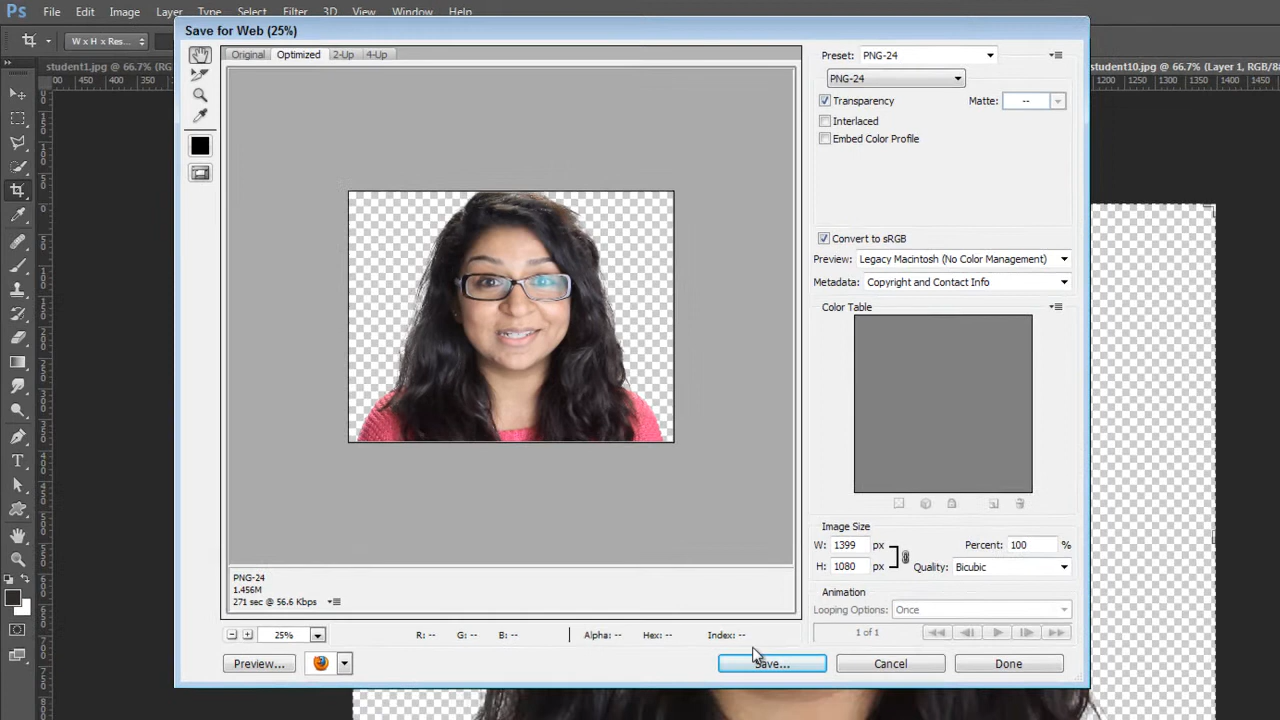 Ps File Edit Image Layer Type Select Filter 3D View Window Help
Save for Web (25%)
W x H x Res...
student1.jpg @ 66.7% (RG
student10.jpg @ 66.7% (Layer 1, RGB/8
Original Optimized 2-Up 4-Up
Preset: PNG-24
PNG-24
Transparency Matte: --
Interlaced
Embed Color Profile
Convert to sRGB
Preview: Legacy Macintosh (No Color Management)
Metadata: Copyright and Contact Info
Color Table
Image Size
W: 1399 px Percent: 100 %
H: 1080 px Quality: Bicubic
Animation
Looping Options: Once
1 of 1
PNG-24
1.456M
271 sec @ 56.6 Kbps
25% R: -- G: -- B: -- Alpha: -- Hex: -- Index: --
Preview... Save... Cancel Done